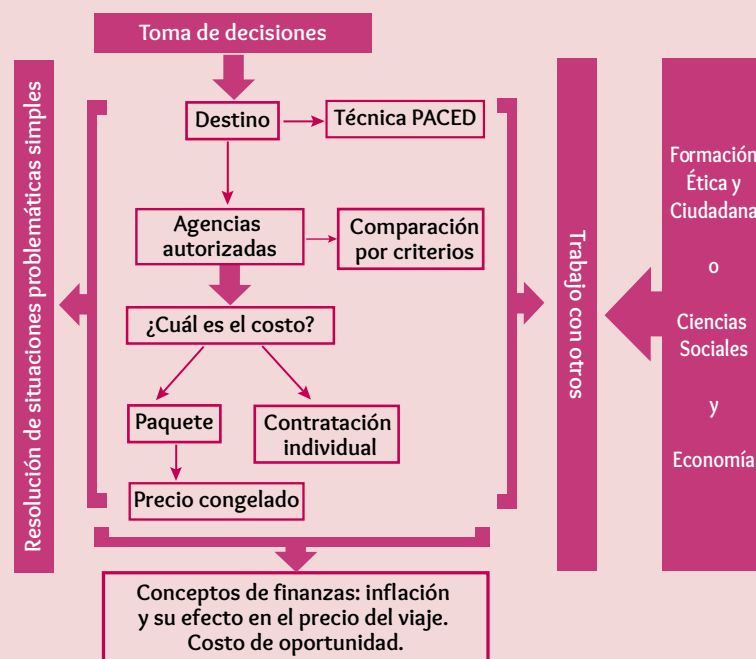 Toma de decisiones
Resolución de situaciones problemáticas simples
Destino
Técnica PACED
Agencias
autorizadas
Comparación
por criterios
¿Cuál es el costo?
Paquete
Contratación
individual
Precio congelado
Conceptos de finanzas: inflación
y su efecto en el precio del viaje.
Costo de oportunidad.
Trabajo con otros
Formación
Ética y
Ciudadana
o
Ciencias
Sociales
y
Economía